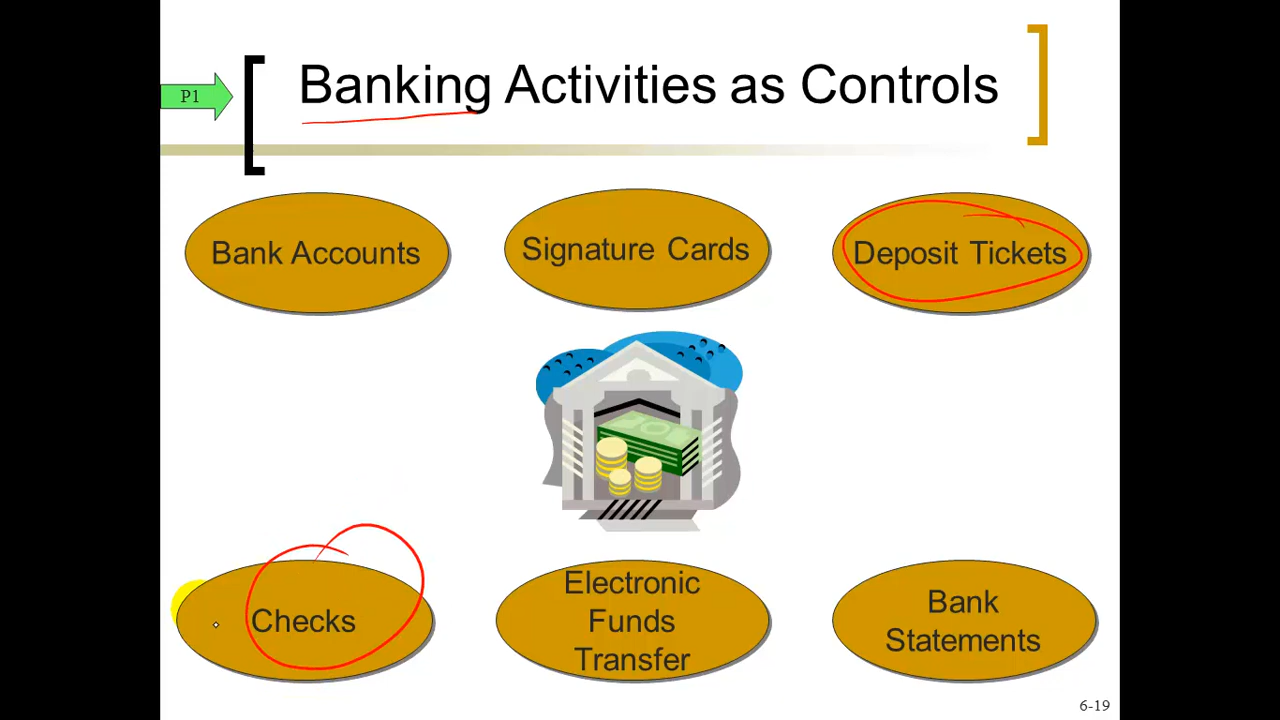 P1
Banking Activities as Controls
Bank Accounts
Signature Cards
Deposit Tickets
Checks
Electronic
Funds
Transfer
Bank
Statements
6-19